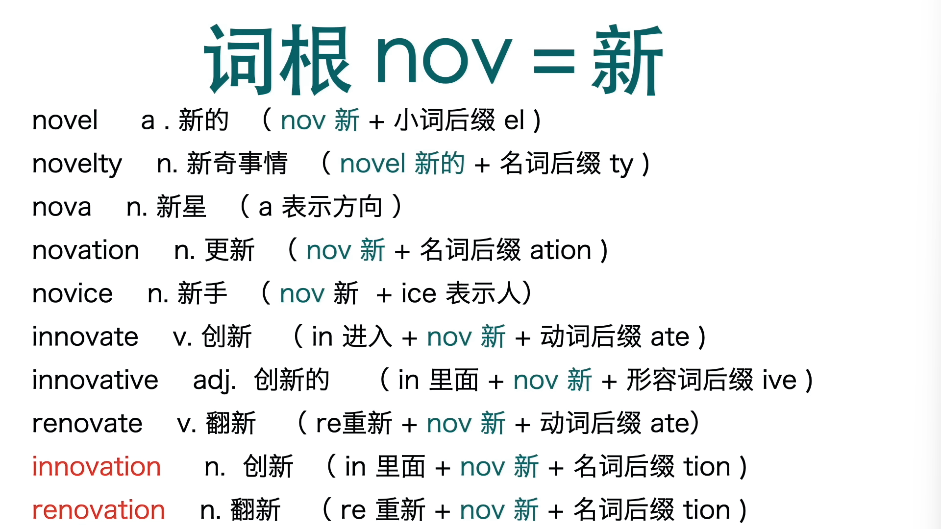 词根 nov = 新
novel a . 新的 （ nov 新 + 小词后缀 el )
novelty n. 新奇事情 （ novel 新的 + 名词后缀 ty )
nova n. 新星 （ a 表示方向 ）
novation n. 更新 （ nov 新 + 名词后缀 ation )
novice n. 新手 （ nov 新 + ice 表示人）
innovate v. 创新 （ in 进入 + nov 新 + 动词后缀 ate )
innovative adj. 创新的 （ in 里面 + nov 新 + 形容词后缀 ive )
renovate v. 翻新 （ re重新 + nov 新 + 动词后缀 ate）
innovation n. 创新 （ in 里面 + nov 新 + 名词后缀 tion )
renovation n. 翻新 （ re 重新 + nov 新 + 名词后缀 tion )